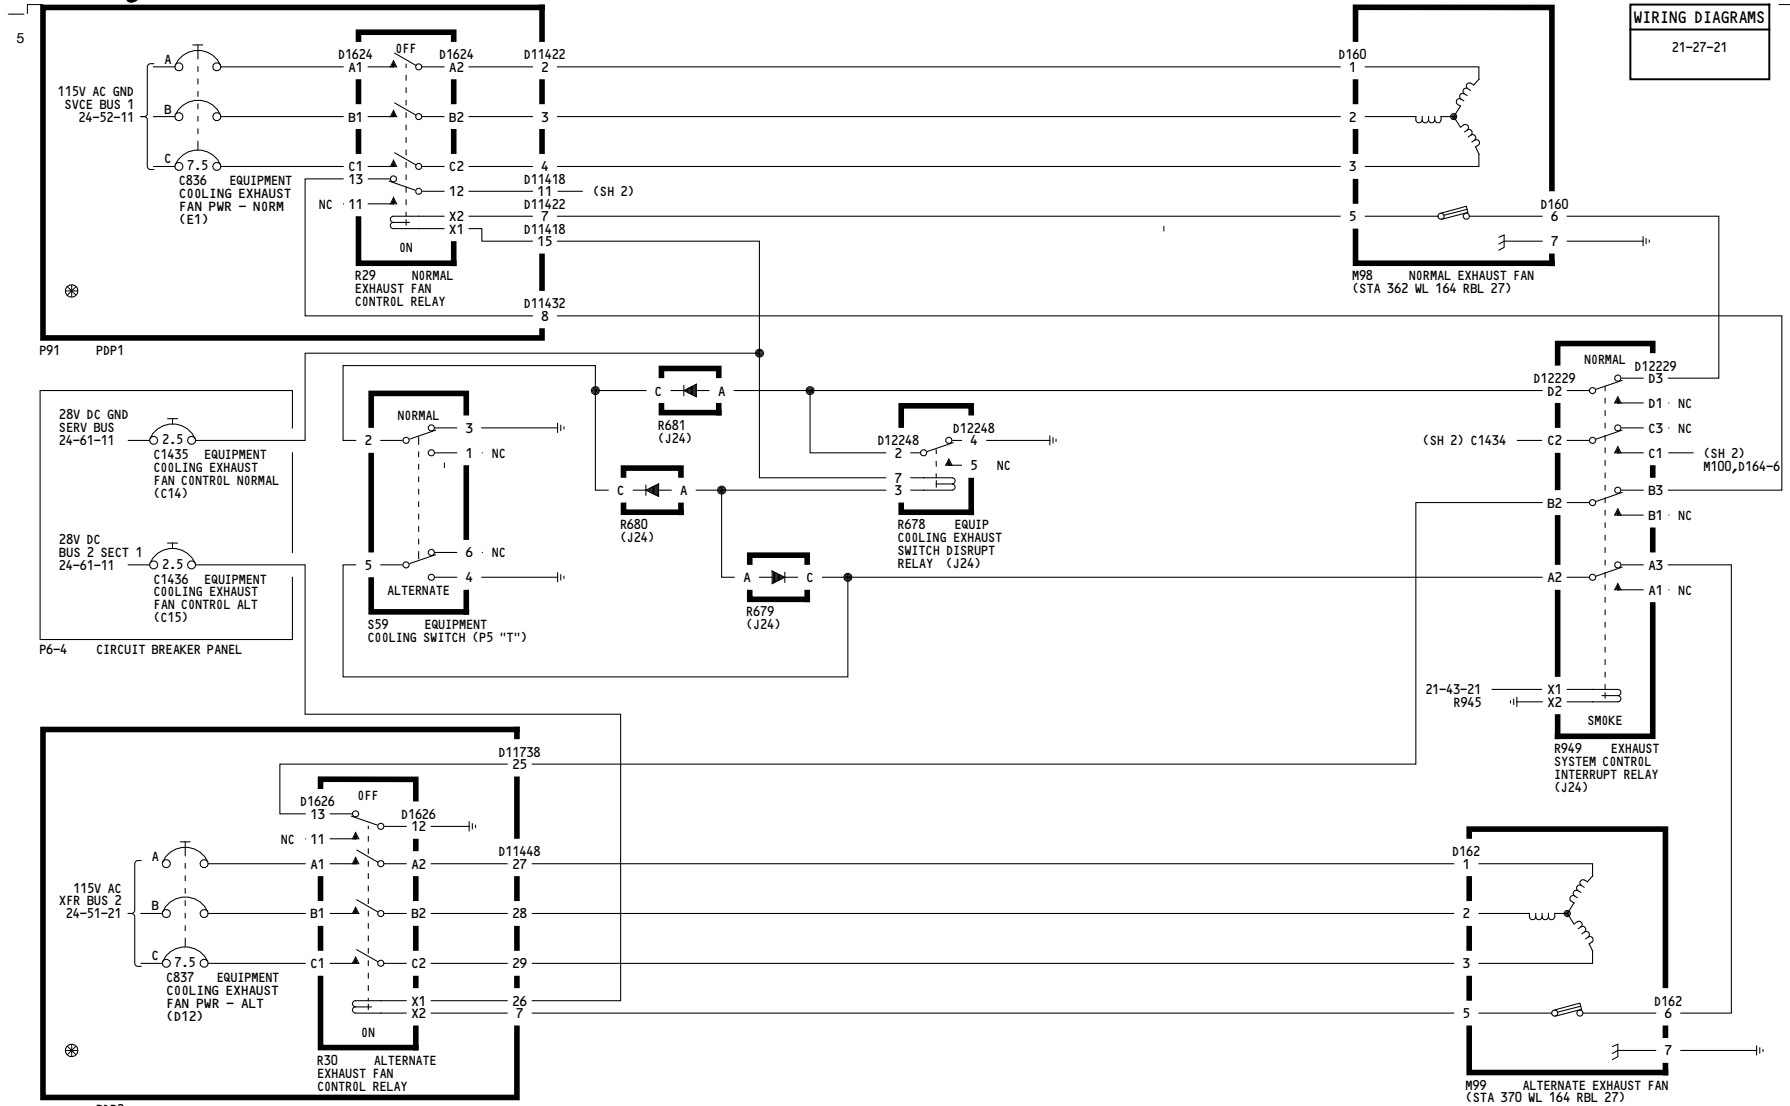 WIRING DIAGRAMS
21-27-21
5
115V AC GND
SVCE BUS 1
24-52-11
A
B
C
7.5
C836 EQUIPMENT
COOLING EXHAUST
FAN PWR - NORM
(E1)
D1624 OFF D1624
A1 A2
B1 B2
C1 C2
13
12
NC 11
X2
X1
ON
R29 NORMAL
EXHAUST FAN
CONTROL RELAY
D11422
2
3
4
D11418
11 (SH 2)
D11422
7
D11418
15
D11432
8
P91 PDP1
D160
1
2
3
5
D160
6
7
M98 NORMAL EXHAUST FAN
(STA 362 WL 164 RBL 27)
28V DC GND
SERV BUS
24-61-11
2.5
C1435 EQUIPMENT
COOLING EXHAUST
FAN CONTROL NORMAL
(C14)
28V DC
BUS 2 SECT 1
24-61-11
2.5
C1436 EQUIPMENT
COOLING EXHAUST
FAN CONTROL ALT
(C15)
P6-4 CIRCUIT BREAKER PANEL
NORMAL
2
3
1 NC
6 NC
5
4
ALTERNATE
S59 EQUIPMENT
COOLING SWITCH (P5 "T")
C A
R681
(J24)
C A
R680
(J24)
A C
R679
(J24)
D12248 D12248
4
2
5 NC
7
3
R678 EQUIP
COOLING EXHAUST
SWITCH DISRUPT
RELAY (J24)
NORMAL
D12229 D12229
D2 D3
D1 NC
C3 NC
(SH 2) C1434 C2
C1 (SH 2)
M100,D164-6
B3
B2
B1 NC
A3
A2
A1 NC
21-43-21 X1
R945 X2
SMOKE
R949 EXHAUST
SYSTEM CONTROL
INTERRUPT RELAY
(J24)
D11738
25
OFF
D1626 D1626
13
12
NC 11
A1 A2
B1 B2
C1 C2
X1
X2
ON
R30 ALTERNATE
EXHAUST FAN
CONTROL RELAY
115V AC
XFR BUS 2
24-51-21
A
B
C
7.5
C837 EQUIPMENT
COOLING EXHAUST
FAN PWR - ALT
(D12)
D11448
27
28
29
26
7
D162
1
2
3
5
D162
6
7
M99 ALTERNATE EXHAUST FAN
(STA 370 WL 164 RBL 27)